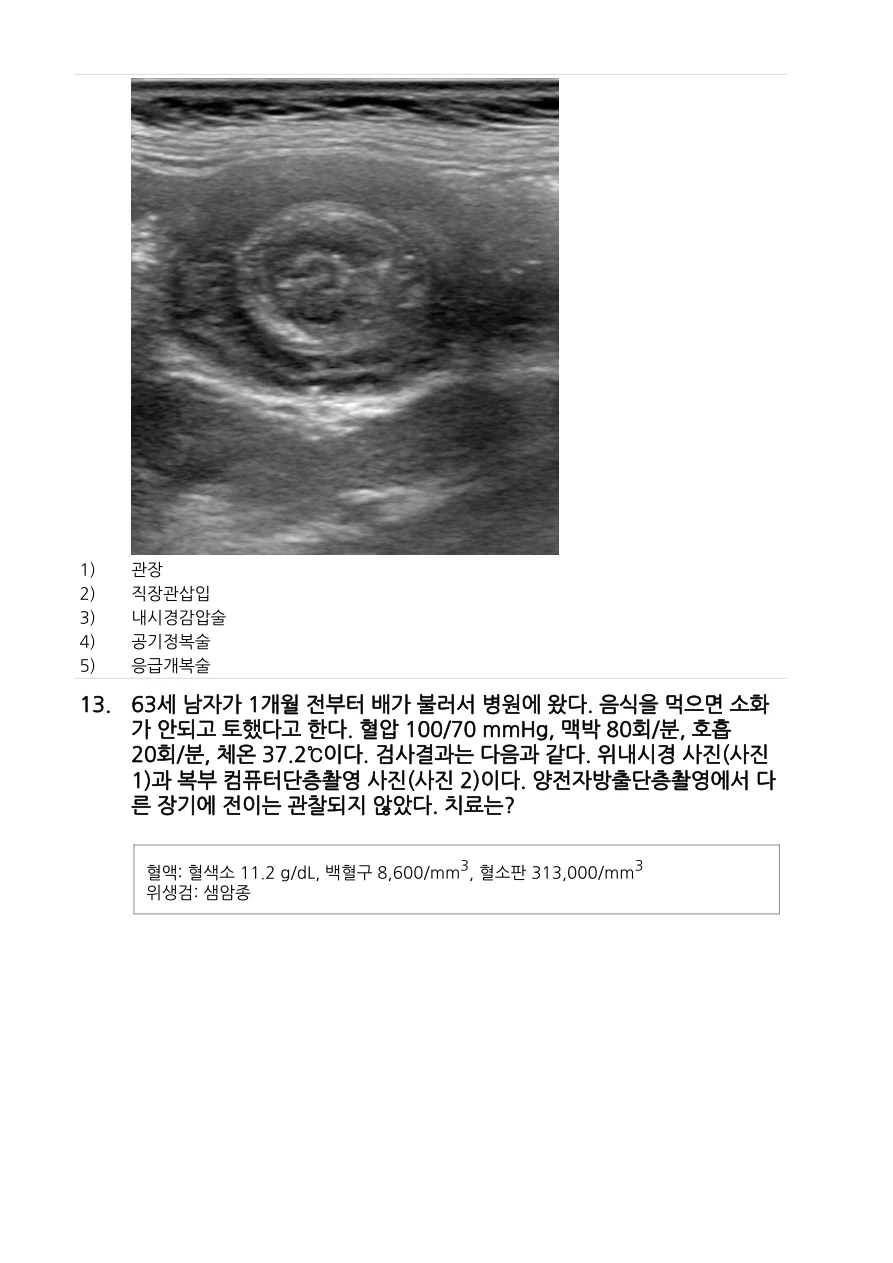 1) 관장
2) 직장관삽입
3) 내시경감압술
4) 공기정복술
5) 응급개복술
13. 63세 남자가 1개월 전부터 배가 불러서 병원에 왔다. 음식을 먹으면 소화
가 안되고 토했다고 한다. 혈압 100/70 mmHg, 맥박 80회/분, 호흡
20회/분, 체온 37.2℃이다. 검사결과는 다음과 같다. 위내시경 사진(사진
1)과 복부 컴퓨터단층촬영 사진(사진 2)이다. 양전자방출단층촬영에서 다
른 장기에 전이는 관찰되지 않았다. 치료는?
혈액: 혈색소 11.2 g/dL, 백혈구 8,600/mm³, 혈소판 313,000/mm³
위생검: 샘암종